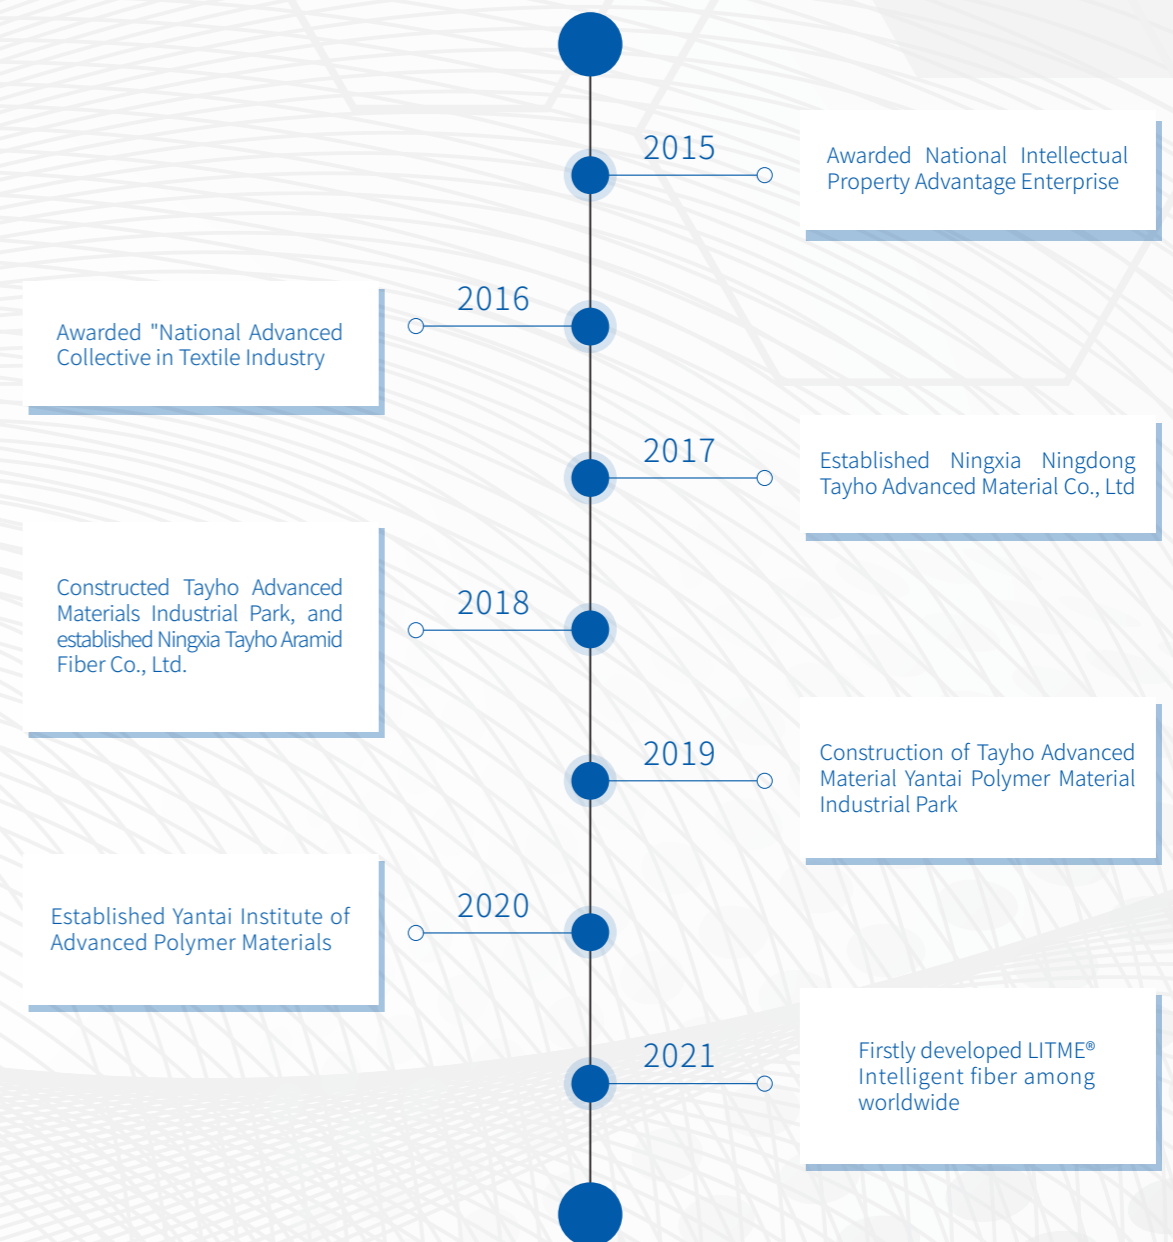 2015
Awarded National Intellectual
Property Advantage Enterprise
2016
Awarded "National Advanced
Collective in Textile Industry
2017
Established Ningxia Ningdong
Tayho Advanced Material Co., Ltd
2018
Constructed Tayho Advanced
Materials Industrial Park, and
established Ningxia Tayho Aramid
Fiber Co., Ltd.
2019
Construction of Tayho Advanced
Material Yantai Polymer Material
Industrial Park
2020
Established Yantai Institute of
Advanced Polymer Materials
2021
Firstly developed LITME®
Intelligent fiber among
worldwide